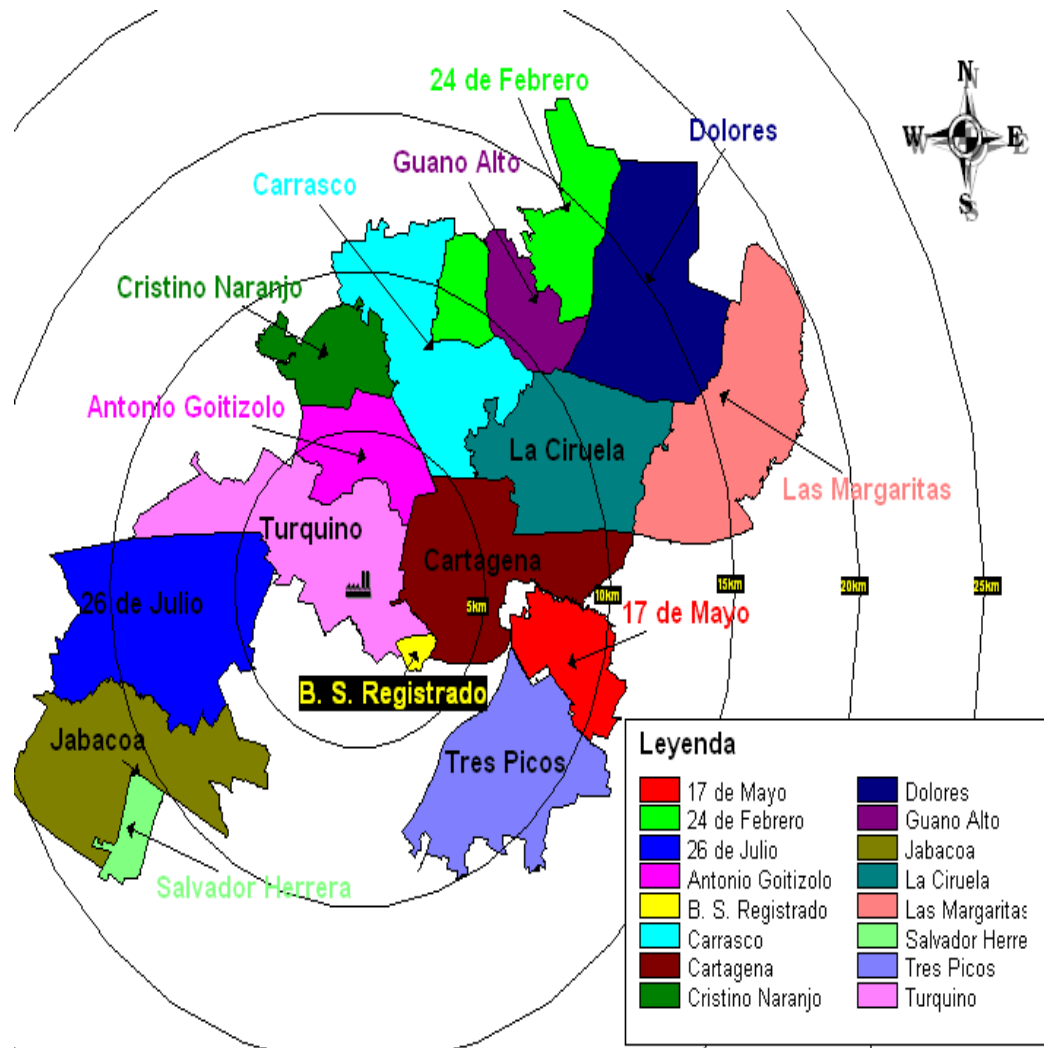 24 de Febrero
N
Dolores
W
E
Guano Alto
Carrasco
S
Cristino Naranjo
Antonio Goitizolo
La Ciruela
Las Margaritas
Turquino
Cartagena
26 de Julio
5km
10km
15km
20km
25km
17 de Mayo
B. S. Registrado
Jabacoa
Tres Picos
Salvador Herrera
Leyenda
17 de Mayo
24 de Febrero
26 de Julio
Antonio Goitizolo
B. S. Registrado
Carrasco
Cartagena
Cristino Naranjo
Dolores
Guano Alto
Jabacoa
La Ciruela
Las Margaritas
Salvador Herre
Tres Picos
Turquino